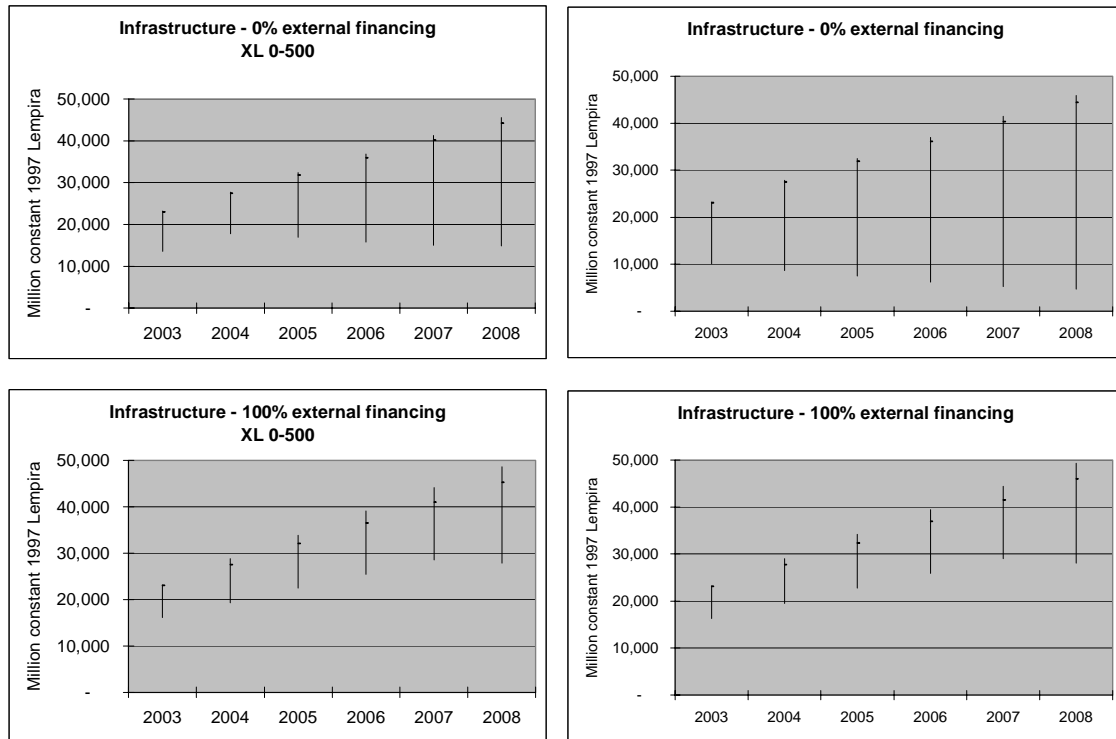 Infrastructure - 0% external financing
XL 0-500
Million constant 1997 Lempira
50,000
40,000
30,000
20,000
10,000
-
2003 2004 2005 2006 2007 2008
Infrastructure - 0% external financing
Million constant 1997 Lempira
50,000
40,000
30,000
20,000
10,000
-
2003 2004 2005 2006 2007 2008
Infrastructure - 100% external financing
XL 0-500
Million constant 1997 Lempira
50,000
40,000
30,000
20,000
10,000
-
2003 2004 2005 2006 2007 2008
Infrastructure - 100% external financing
Million constant 1997 Lempira
50,000
40,000
30,000
20,000
10,000
-
2003 2004 2005 2006 2007 2008